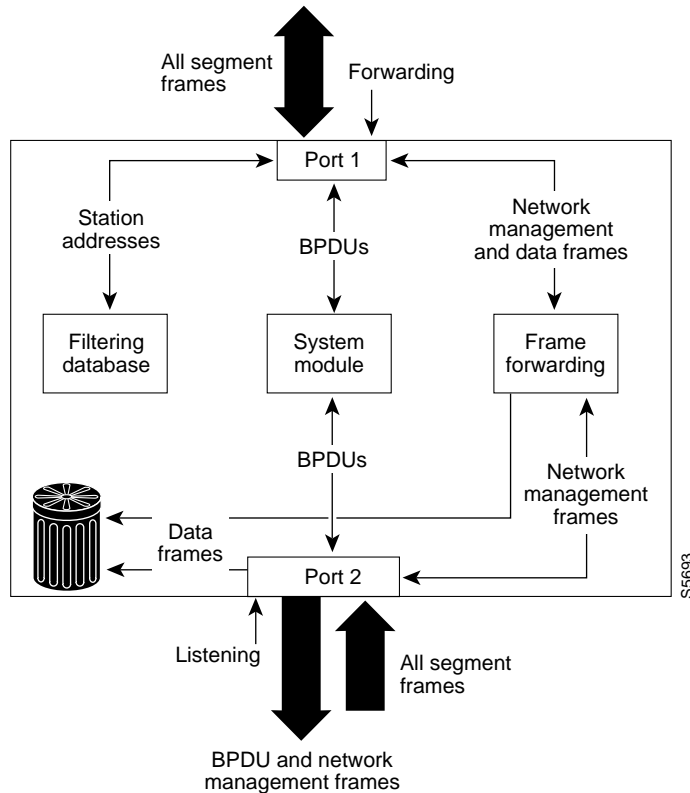 All segment
frames
Forwarding
Port 1
Station
addresses
BPDUs
Network
management
and data frames
Filtering
database
System
module
Frame
forwarding
BPDUs
Network
management
frames
Data
frames
Port 2
S5693
Listening
All segment
frames
BPDU and network
management frames